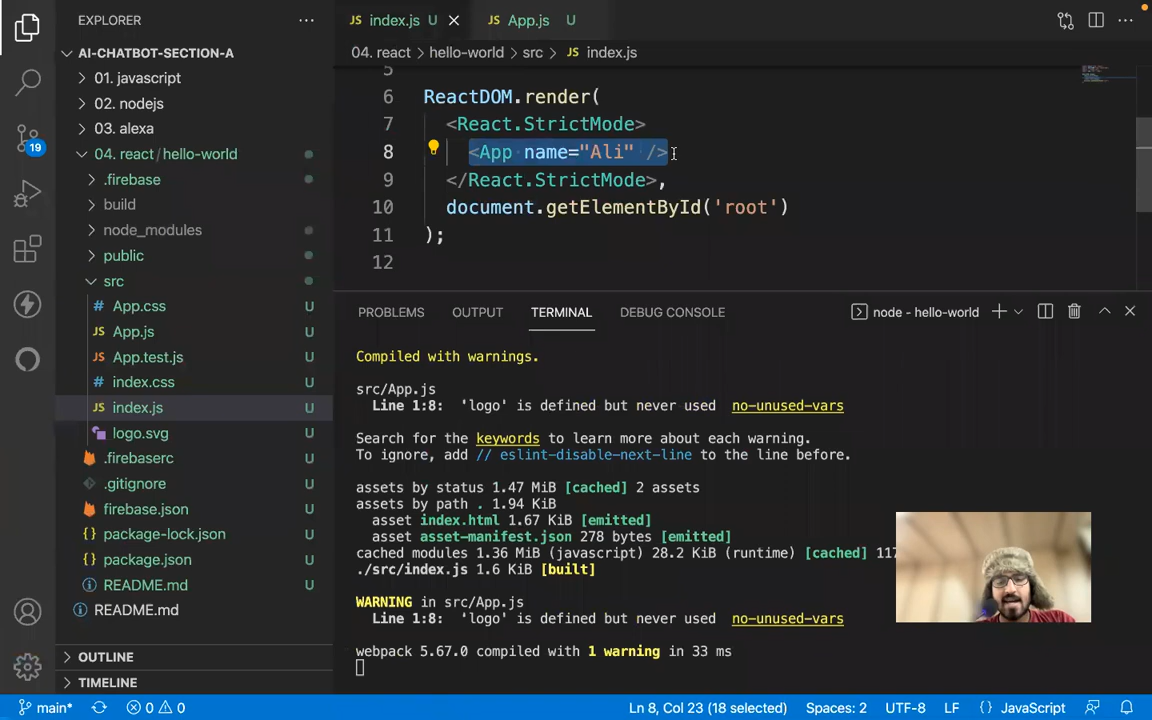 EXPLORER
AI-CHATBOT-SECTION-A
01. javascript
02. nodejs
03. alexa
04. react/hello-world
.firebase
build
node_modules
public
src
# App.css U
JS App.js U
App.test.js U
# index.css U
JS index.js U
logo.svg U
.firebaserc U
.gitignore U
firebase.json U
{} package-lock.json U
{} package.json U
README.md U
README.md
OUTLINE
TIMELINE
19
JS index.js U
JS App.js U
04. react > hello-world > src > JS index.js
5
6 ReactDOM.render(
7 <React.StrictMode>
8 <App name="Ali" />
9 </React.StrictMode>,
10 document.getElementById('root')
11 );
12
PROBLEMS OUTPUT TERMINAL DEBUG CONSOLE node - hello-world
Compiled with warnings.
src/App.js
Line 1:8: 'logo' is defined but never used no-unused-vars
Search for the keywords to learn more about each warning.
To ignore, add // eslint-disable-next-line to the line before.
assets by status 1.47 MiB [cached] 2 assets
assets by path . 1.94 KiB
asset index.html 1.67 KiB [emitted]
asset asset-manifest.json 278 bytes [emitted]
cached modules 1.36 MiB (javascript) 28.2 KiB (runtime) [cached]
./src/index.js 1.6 KiB [built]
WARNING in src/App.js
Line 1:8: 'logo' is defined but never used no-unused-vars
webpack 5.67.0 compiled with 1 warning in 33 ms
main* 0 0 Ln 8, Col 23 (18 selected) Spaces: 2 UTF-8 LF {} JavaScript